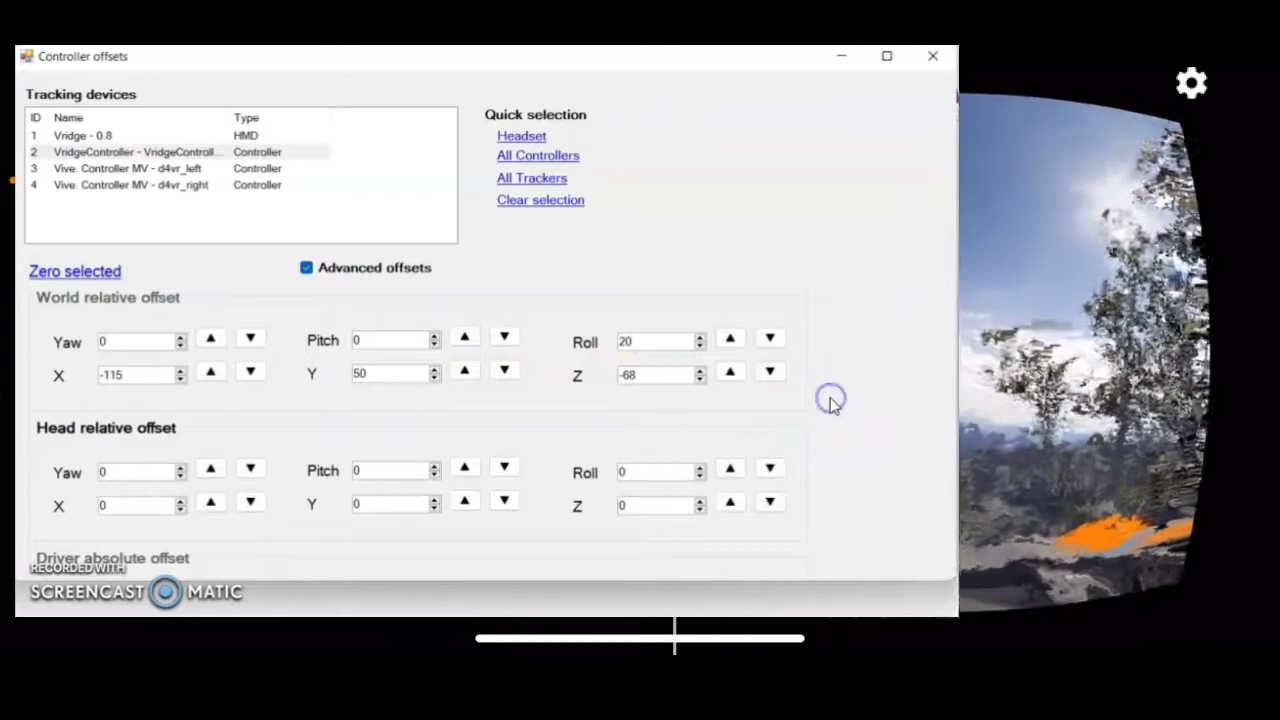 Controller offsets
Tracking devices
ID Name Type
1 Vridge - 0.8 HMD
2 VridgeController - VridgeControll... Controller
3 Vive. Controller MV - d4vr_left Controller
4 Vive. Controller MV - d4vr_right Controller
Quick selection
Headset
All Controllers
All Trackers
Clear selection
Zero selected
Advanced offsets
World relative offset
Yaw 0 Pitch 0 Roll 20
X -115 Y 50 Z -68
Head relative offset
Yaw 0 Pitch 0 Roll 0
X 0 Y 0 Z 0
Driver absolute offset
RECORDED WITH
SCREENCAST MATIC